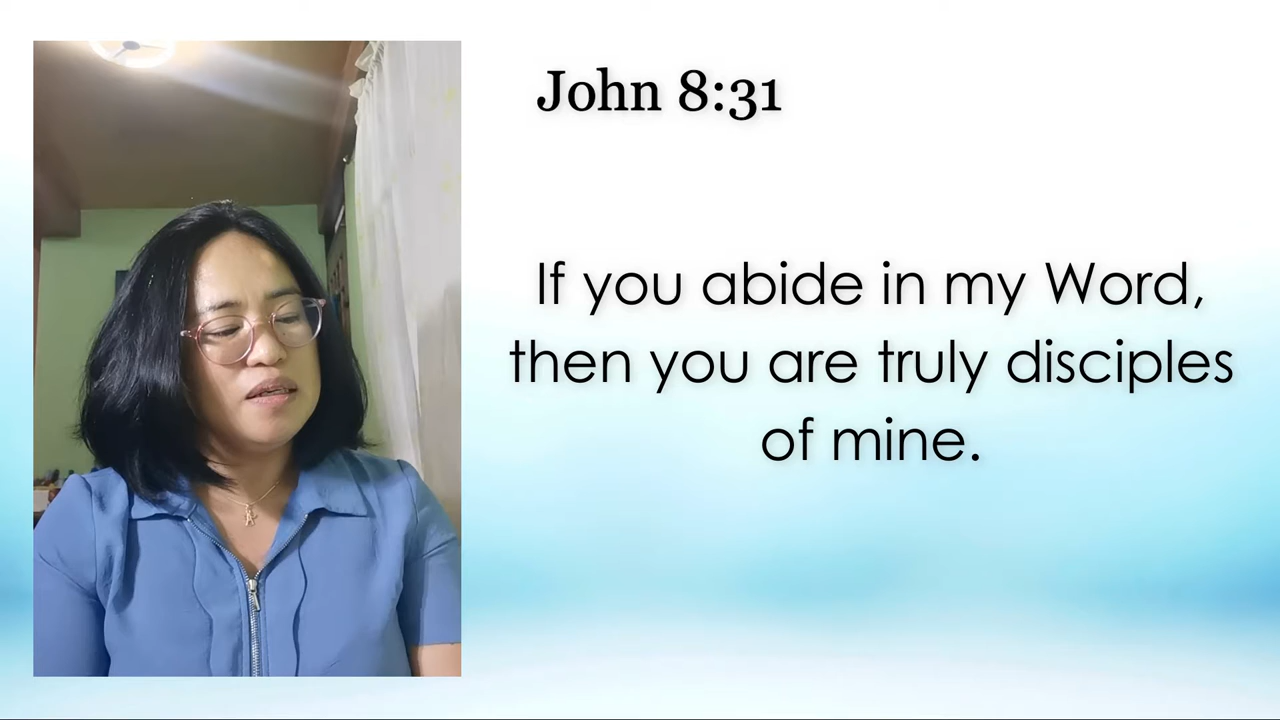 John 8:31
If you abide in my Word,
then you are truly disciples
of mine.